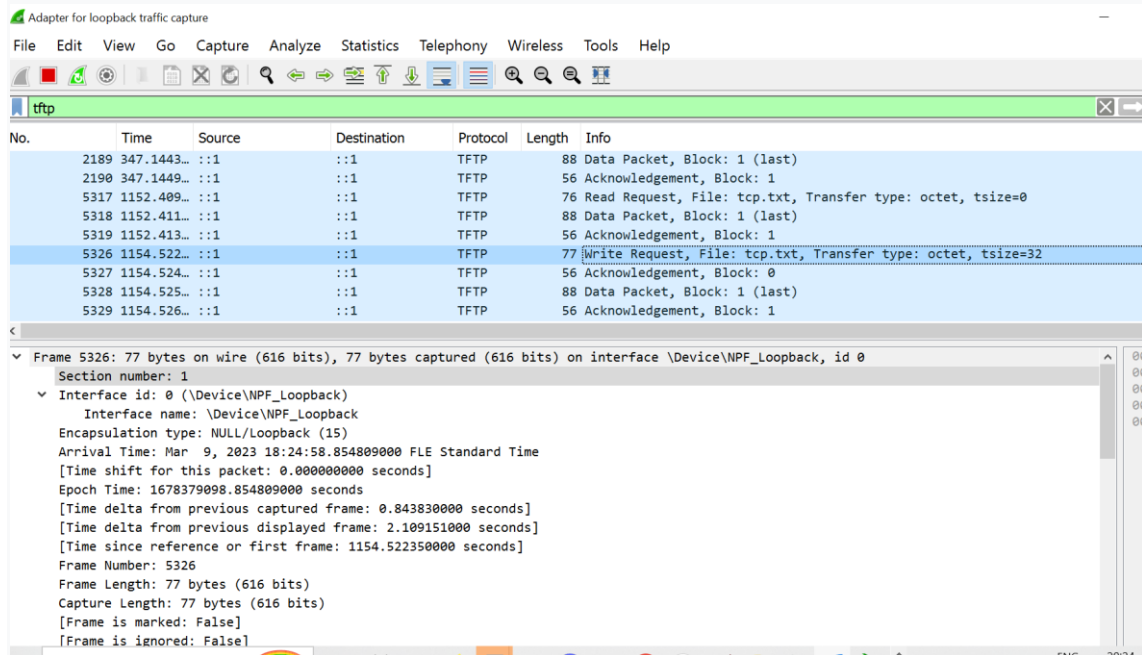 Adapter for loopback traffic capture
File Edit View Go Capture Analyze Statistics Telephony Wireless Tools Help
tftp
No. Time Source Destination Protocol Length Info
2189 347.1443… ::1 ::1 TFTP 88 Data Packet, Block: 1 (last)
2190 347.1449… ::1 ::1 TFTP 56 Acknowledgement, Block: 1
5317 1152.409… ::1 ::1 TFTP 76 Read Request, File: tcp.txt, Transfer type: octet, tsize=0
5318 1152.411… ::1 ::1 TFTP 88 Data Packet, Block: 1 (last)
5319 1152.413… ::1 ::1 TFTP 56 Acknowledgement, Block: 1
5326 1154.522… ::1 ::1 TFTP 77 Write Request, File: tcp.txt, Transfer type: octet, tsize=32
5327 1154.524… ::1 ::1 TFTP 56 Acknowledgement, Block: 0
5328 1154.525… ::1 ::1 TFTP 88 Data Packet, Block: 1 (last)
5329 1154.526… ::1 ::1 TFTP 56 Acknowledgement, Block: 1
Frame 5326: 77 bytes on wire (616 bits), 77 bytes captured (616 bits) on interface \Device\NPF_Loopback, id 0
Section number: 1
Interface id: 0 (\Device\NPF_Loopback)
Interface name: \Device\NPF_Loopback
Encapsulation type: NULL/Loopback (15)
Arrival Time: Mar  9, 2023 18:24:58.854809000 FLE Standard Time
[Time shift for this packet: 0.000000000 seconds]
Epoch Time: 1678379098.854809000 seconds
[Time delta from previous captured frame: 0.843830000 seconds]
[Time delta from previous displayed frame: 2.109151000 seconds]
[Time since reference or first frame: 1154.522350000 seconds]
Frame Number: 5326
Frame Length: 77 bytes (616 bits)
Capture Length: 77 bytes (616 bits)
[Frame is marked: False]
[Frame is ignored: False]